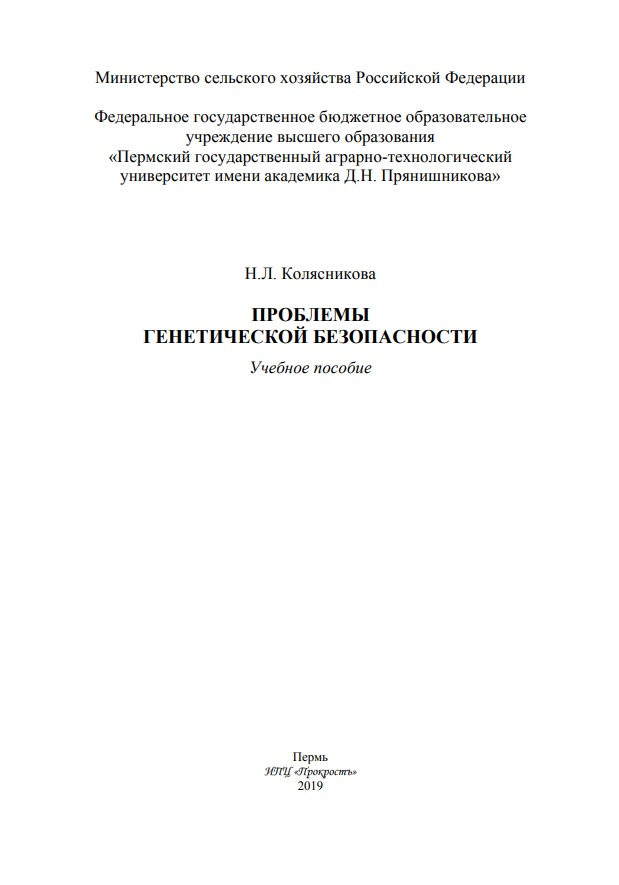 Министерство сельского хозяйства Российской Федерации
Федеральное государственное бюджетное образовательное
учреждение высшего образования
«Пермский государственный аграрно-технологический
университет имени академика Д.Н. Прянишникова»
Н.Л. Колясникова
ПРОБЛЕМЫ
ГЕНЕТИЧЕСКОЙ БЕЗОПАСНОСТИ
Учебное пособие
Пермь
ИПЦ «Прокростъ»
2019